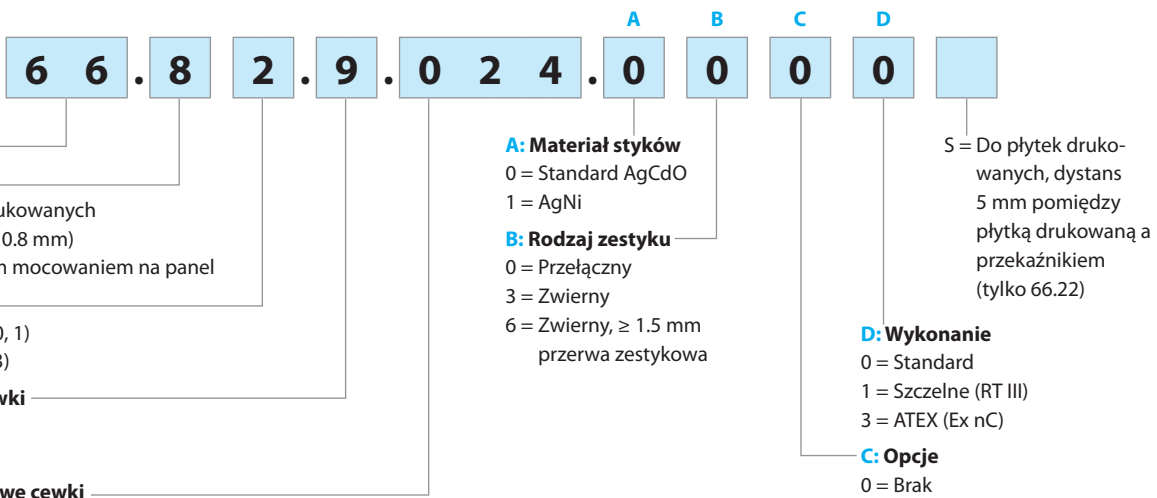 A B C D
6 6 . 8 2 . 9 . 0 2 4 . 0 0 0 0
A: Materiał styków
0 = Standard AgCdO
1 = AgNi
B: Rodzaj zestyku
0 = Przełączny
3 = Zwierny
6 = Zwierny, ≥ 1.5 mm
przerwa zestykowa
S = Do płytek druko-
wanych, dystans
5 mm pomiędzy
płytką drukowaną a
przekaźnikiem
(tylko 66.22)
D: Wykonanie
0 = Standard
1 = Szczelne (RT III)
3 = ATEX (Ex nC)
C: Opcje
0 = Brak
0.8 mm)
mocowaniem na panel
, 1)
cewki